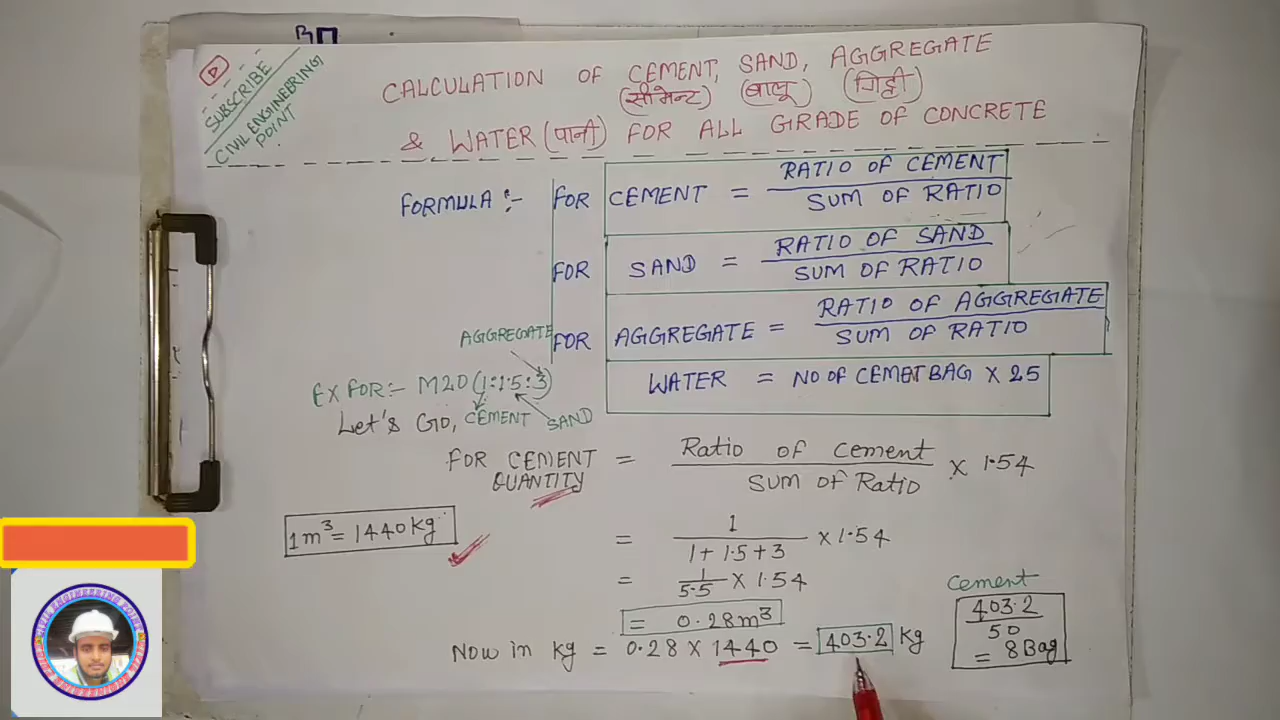 SUBSCRIBE
CIVIL ENGINEERING
POINT
CALCULATION OF CEMENT, SAND, AGGREGATE
(सीमेन्ट) (बालू) (गिट्टी)
& WATER (पानी) FOR ALL GRADE OF CONCRETE
FORMULA :- FOR CEMENT = RATIO OF CEMENT
SUM OF RATIO
FOR SAND = RATIO OF SAND
SUM OF RATIO
FOR AGGREGATE = RATIO OF AGGREGATE
SUM OF RATIO
WATER = NO OF CEMENT BAG × 25
AGGREGATE
EX FOR:- M20 (1:1.5:3)
Let's Go, CEMENT SAND
FOR CEMENT = Ratio of cement × 1.54
QUANTITY SUM of Ratio
1m³ = 1440 kg
= 1 × 1.54
1 + 1.5 + 3
= 1 × 1.54
5.5
= 0.28m³
Now in kg = 0.28 × 1440 = 403.2 kg
Cement
403.2
50
= 8 Bag
CIVIL ENGINEERING POINT